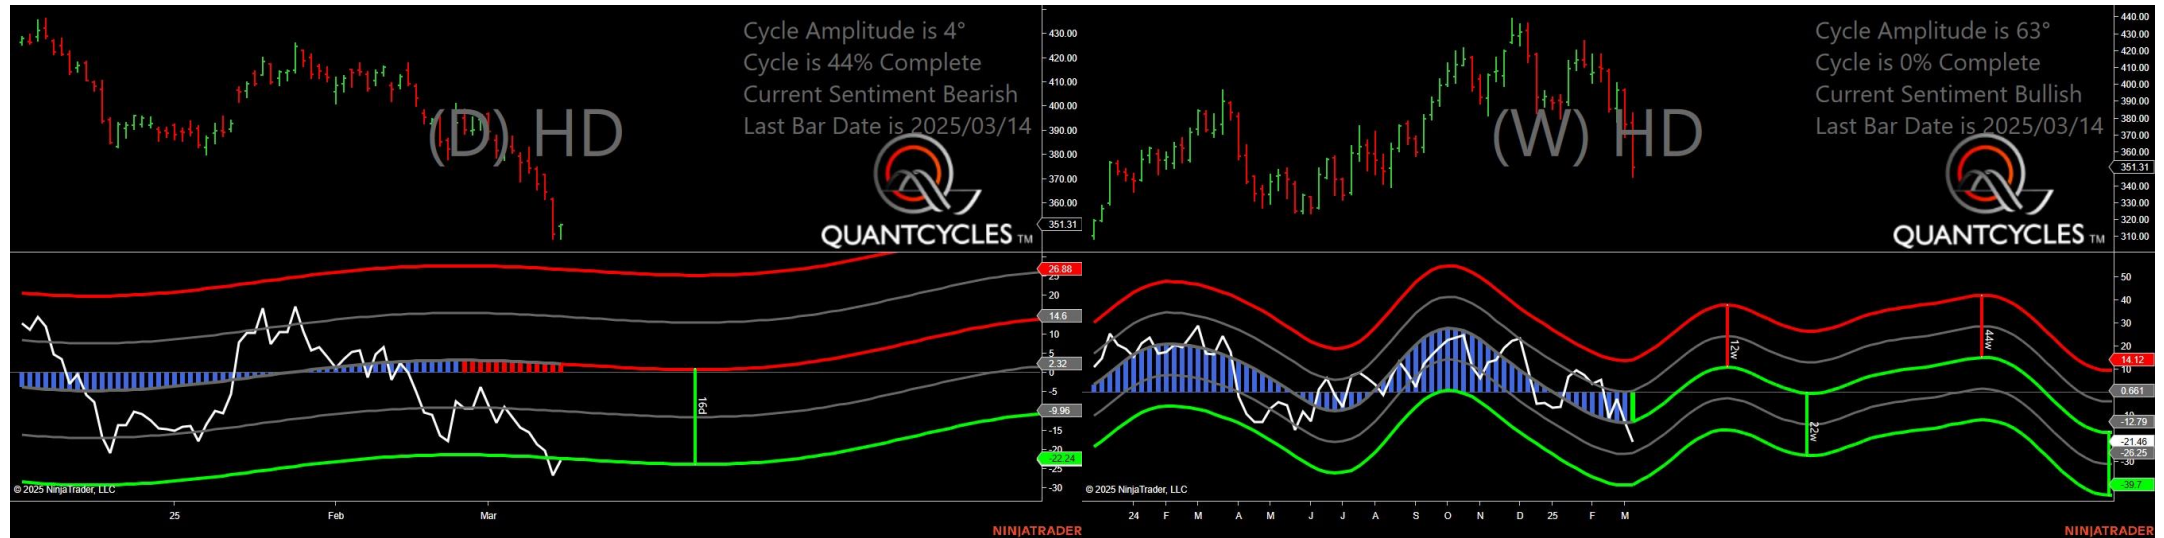 Cycle Amplitude is 4°
Cycle is 44% Complete
Current Sentiment Bearish
Last Bar Date is 2025/03/14
(D) HD
QUANTCYCLES TM
430.00
420.00
410.00
400.00
390.00
380.00
370.00
360.00
351.31
26.88
25
20
14.6
10
5
2.32
0
-5
-9.96
-15
-20
-22.24
-25
-30
16d
© 2025 NinjaTrader, LLC
25 Feb Mar
NINJATRADER
Cycle Amplitude is 63°
Cycle is 0% Complete
Current Sentiment Bullish
Last Bar Date is 2025/03/14
(W) HD
QUANTCYCLES TM
440.00
430.00
420.00
410.00
400.00
390.00
380.00
370.00
360.00
351.31
340.00
330.00
320.00
310.00
50
40
30
20
14.12
10
0.661
-12.79
-21.46
-26.25
-30
-39.7
12w
22w
44w
© 2025 NinjaTrader, LLC
24 F M A M J J A S O N D 25 F M
NINJATRADER